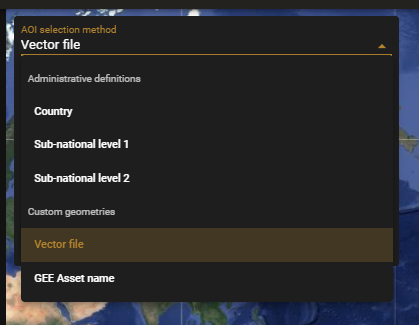 AOI selection method
Vector file
Administrative definitions
Country
Sub-national level 1
Sub-national level 2
Custom geometries
Vector file
GEE Asset name